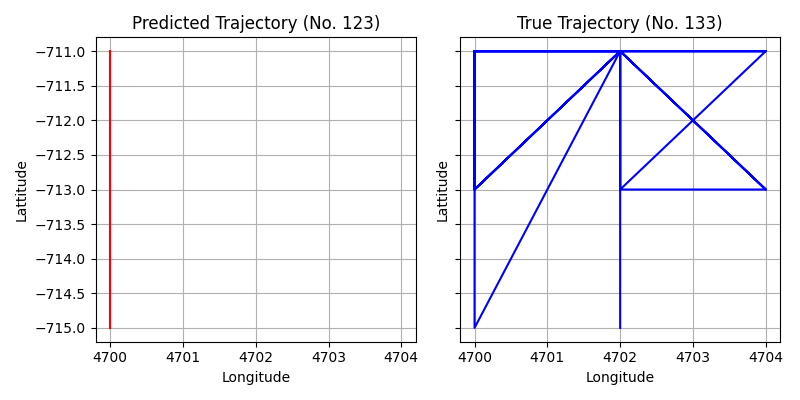 Predicted Trajectory (No. 123)
True Trajectory (No. 133)
−711.0
−711.5
−712.0
−712.5
−713.0
−713.5
−714.0
−714.5
−715.0
Lattitude
Lattitude
4700 4701 4702 4703 4704
4700 4701 4702 4703 4704
Longitude
Longitude